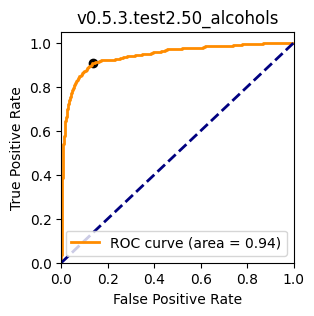 v0.5.3.test2.50_alcohols
1.0
0.8
0.6
0.4
0.2
0.0
True Positive Rate
ROC curve (area = 0.94)
0.0 0.2 0.4 0.6 0.8 1.0
False Positive Rate